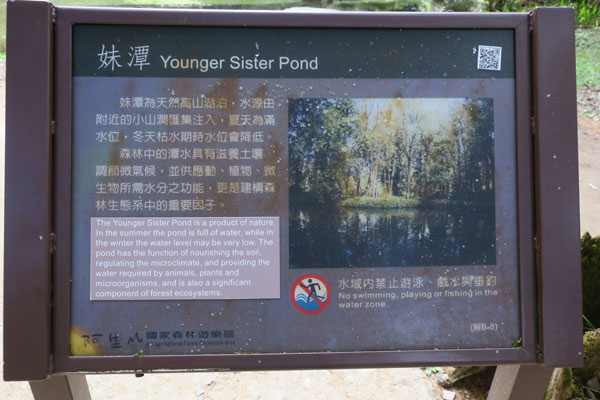 妹潭 Younger Sister Pond
妹潭為天然高山湖泊，水源由
附近的小山澗匯集注入，夏天為滿
水位，冬天枯水期時水位會降低。
森林中的潭水具有滋養土壤、
調節微氣候，並供應動、植物、微
生物所需水分之功能，更是建構森
林生態系中的重要因子。
The Younger Sister Pond is a product of nature.
In the summer the pond is full of water, while in
the winter the water level may be very low. The
pond has the function of nourishing the soil,
regulating the microclimate, and providing the
water required by animals, plants and
microorganisms, and is also a significant
component of forest ecosystems.
水域內禁止游泳、戲水與垂釣
No swimming, playing or fishing in the
water zone.
阿里山 國家森林遊樂區
Alishan National Forest Recreation Area
(解B-8)